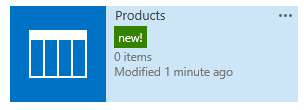 Products
new!
0 items
Modified 1 minute ago